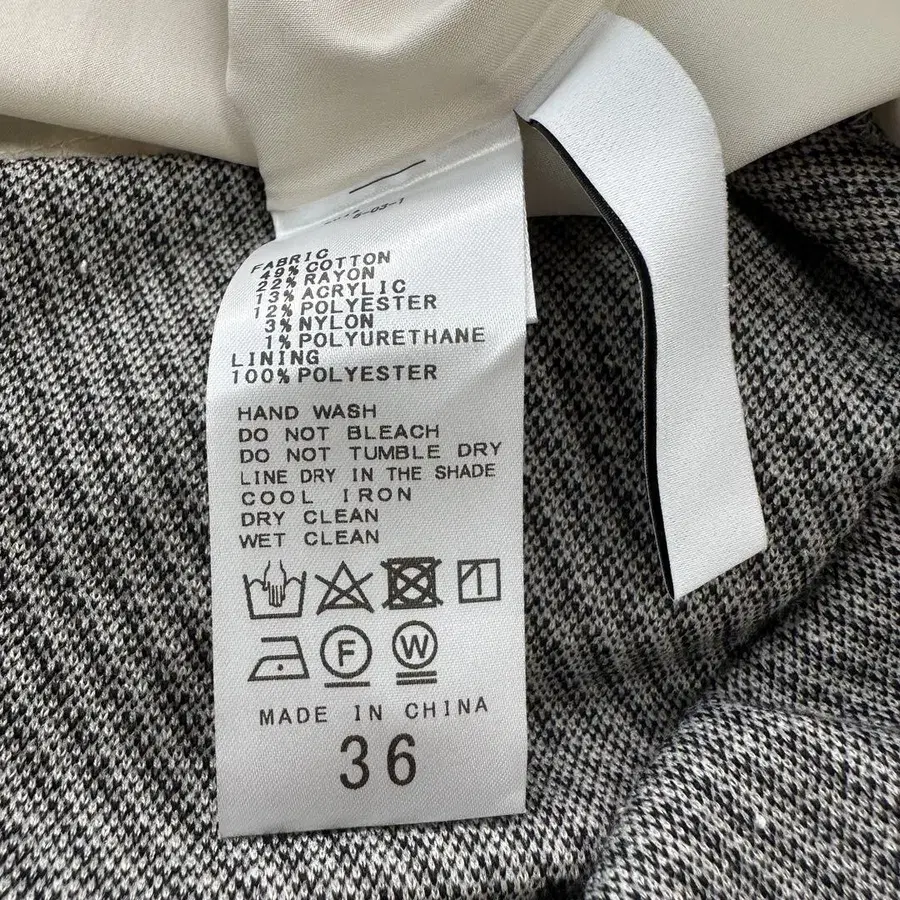 FABRIC
49% COTTON
22% RAYON
13% ACRYLIC
12% POLYESTER
3% NYLON
1% POLYURETHANE
LINING
100% POLYESTER
HAND WASH
DO NOT BLEACH
DO NOT TUMBLE DRY
LINE DRY IN THE SHADE
COOL IRON
DRY CLEAN
WET CLEAN
F W
MADE IN CHINA
36